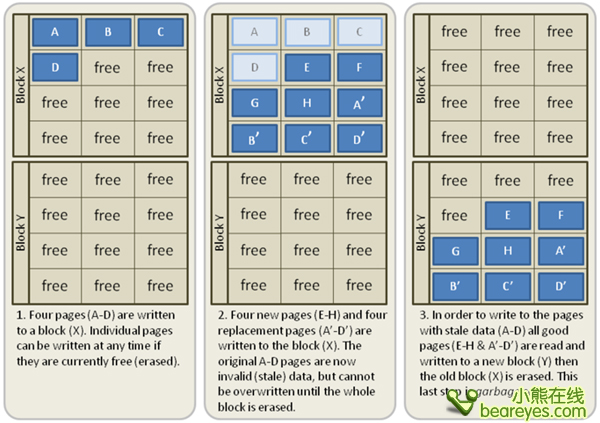 Block X
A B C
D free free
free free free
free free free
Block Y
free free free
free free free
free free free
free free free
1. Four pages (A-D) are written
to a block (X). Individual pages
can be written at any time if
they are currently free (erased).
Block X
A B C
D E F
G H A′
B′ C′ D′
Block Y
free free free
free free free
free free free
free free free
2. Four new pages (E-H) and four
replacement pages (A′-D′) are
written to the block (X). The
original A-D pages are now
invalid (stale) data, but cannot
be overwritten until the whole
block is erased.
Block X
free free free
free free free
free free free
free free free
Block Y
free free free
free E F
G H A′
B′ C′ D′
3. In order to write to the pages
with stale data (A-D) all good
pages (E-H & A′-D′) are read and
written to a new block (Y) then
the old block (X) is erased. This
last step is
小熊在线
beareyes.com